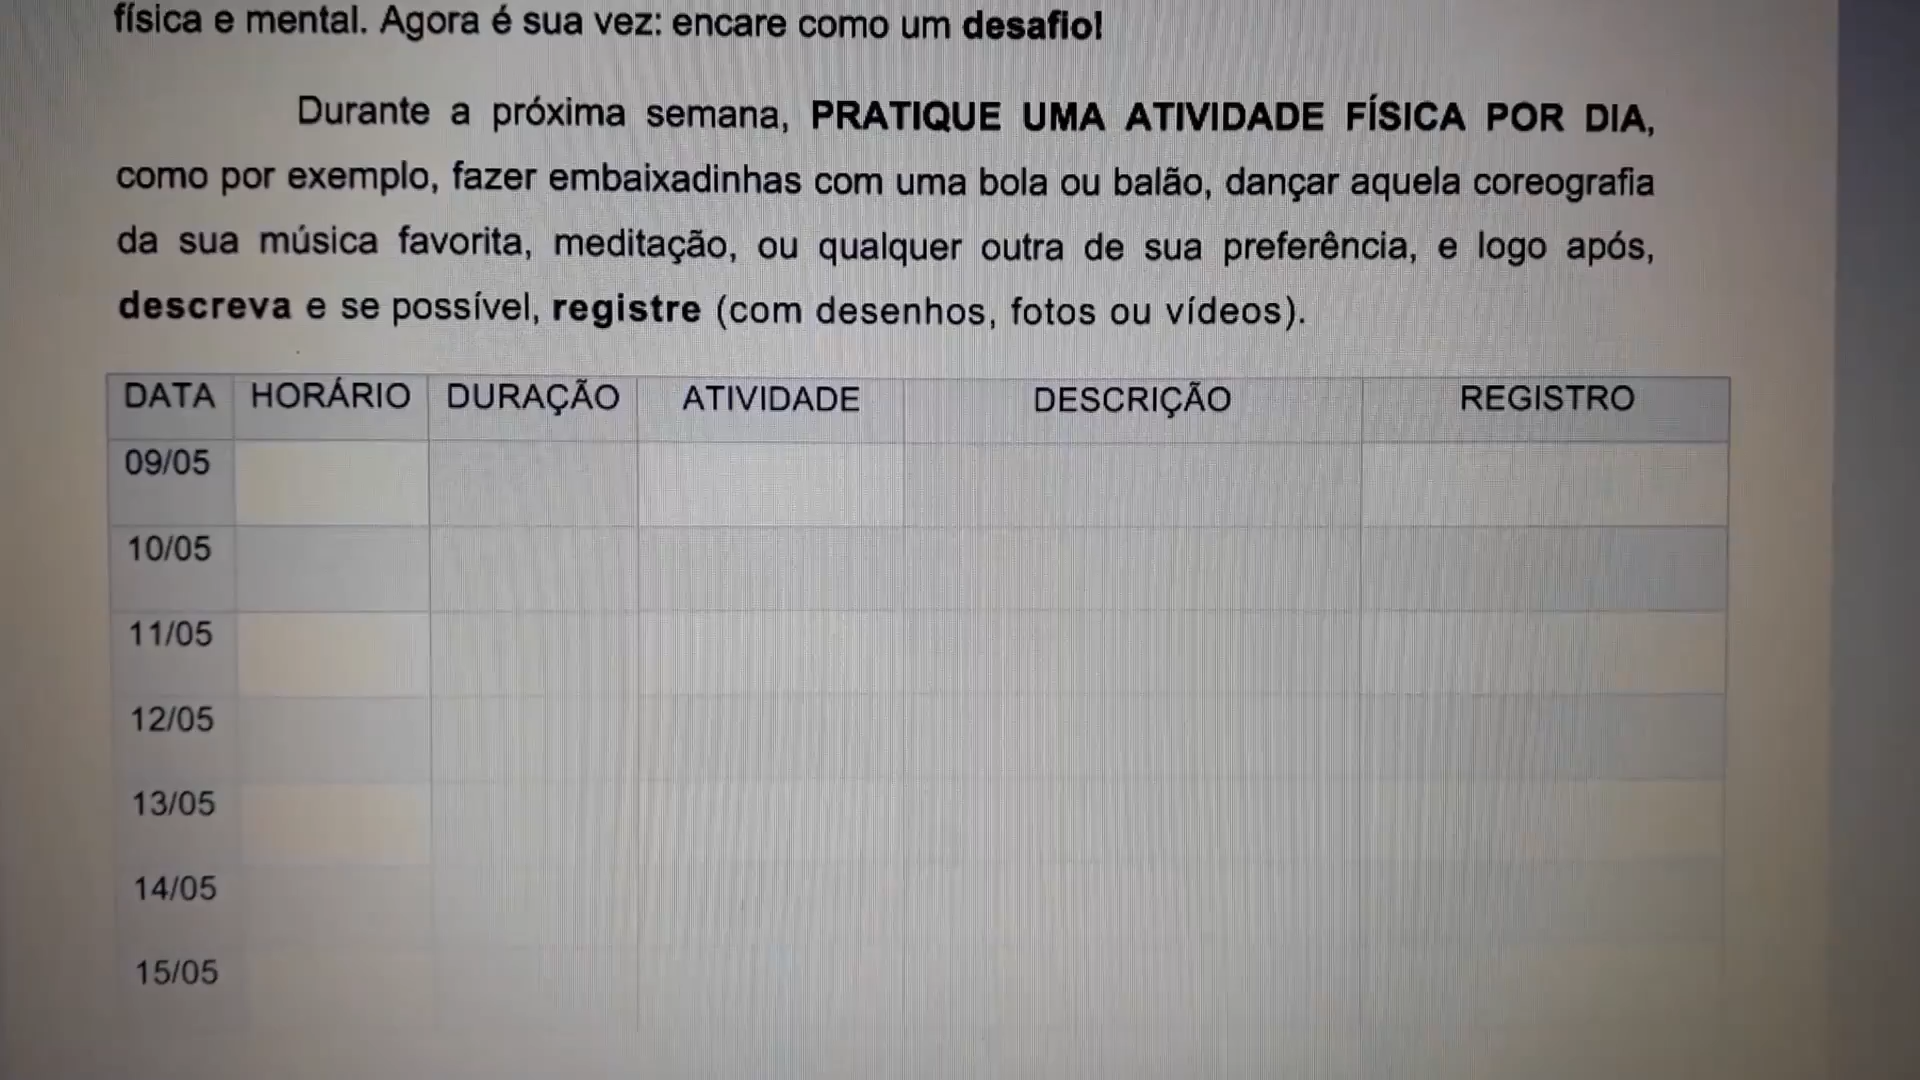 física e mental. Agora é sua vez: encare como um desafio!
Durante a próxima semana, PRATIQUE UMA ATIVIDADE FÍSICA POR DIA,
como por exemplo, fazer embaixadinhas com uma bola ou balão, dançar aquela coreografia
da sua música favorita, meditação, ou qualquer outra de sua preferência, e logo após,
descreva e se possível, registre (com desenhos, fotos ou vídeos).
DATA HORÁRIO DURAÇÃO ATIVIDADE DESCRIÇÃO REGISTRO
09/05
10/05
11/05
12/05
13/05
14/05
15/05